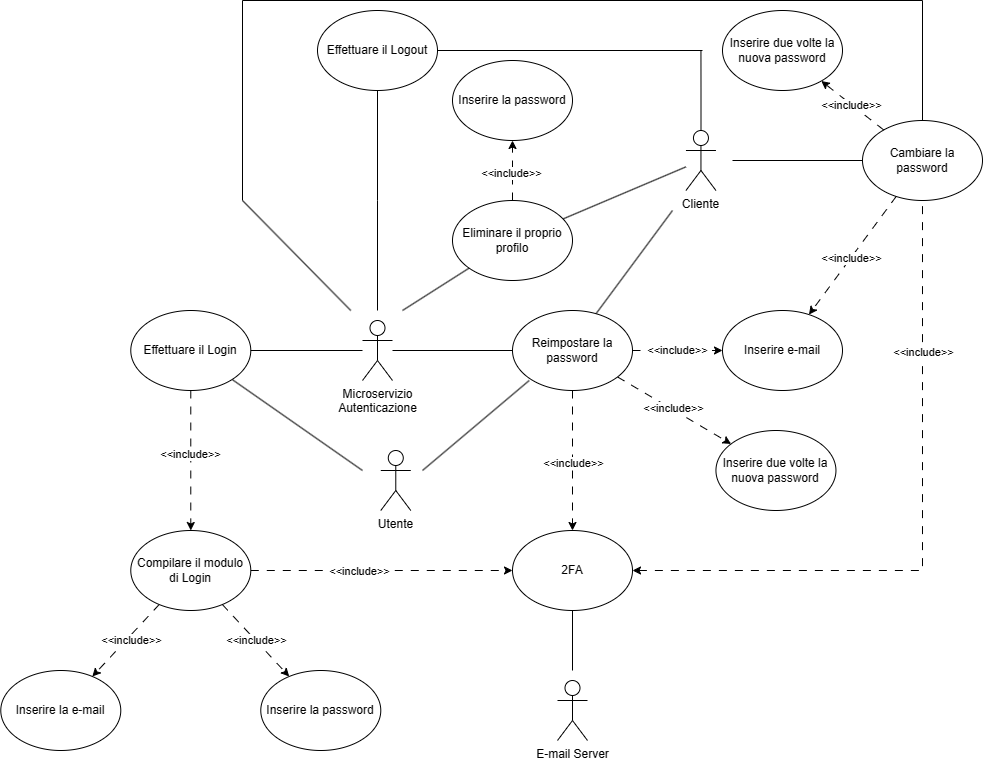 Effettuare il Logout
Inserire due volte la
nuova password
Inserire la password
<<include>>
Cambiare la
password
<<include>>
Cliente
Eliminare il proprio
profilo
<<include>>
Effettuare il Login
Microservizio
Autenticazione
Reimpostare la
password
<<include>>
Inserire e-mail
<<include>>
<<include>>
<<include>>
<<include>>
Inserire due volte la
nuova password
Utente
Compilare il modulo
di Login
<<include>>
2FA
<<include>>
<<include>>
Inserire la e-mail
Inserire la password
E-mail Server